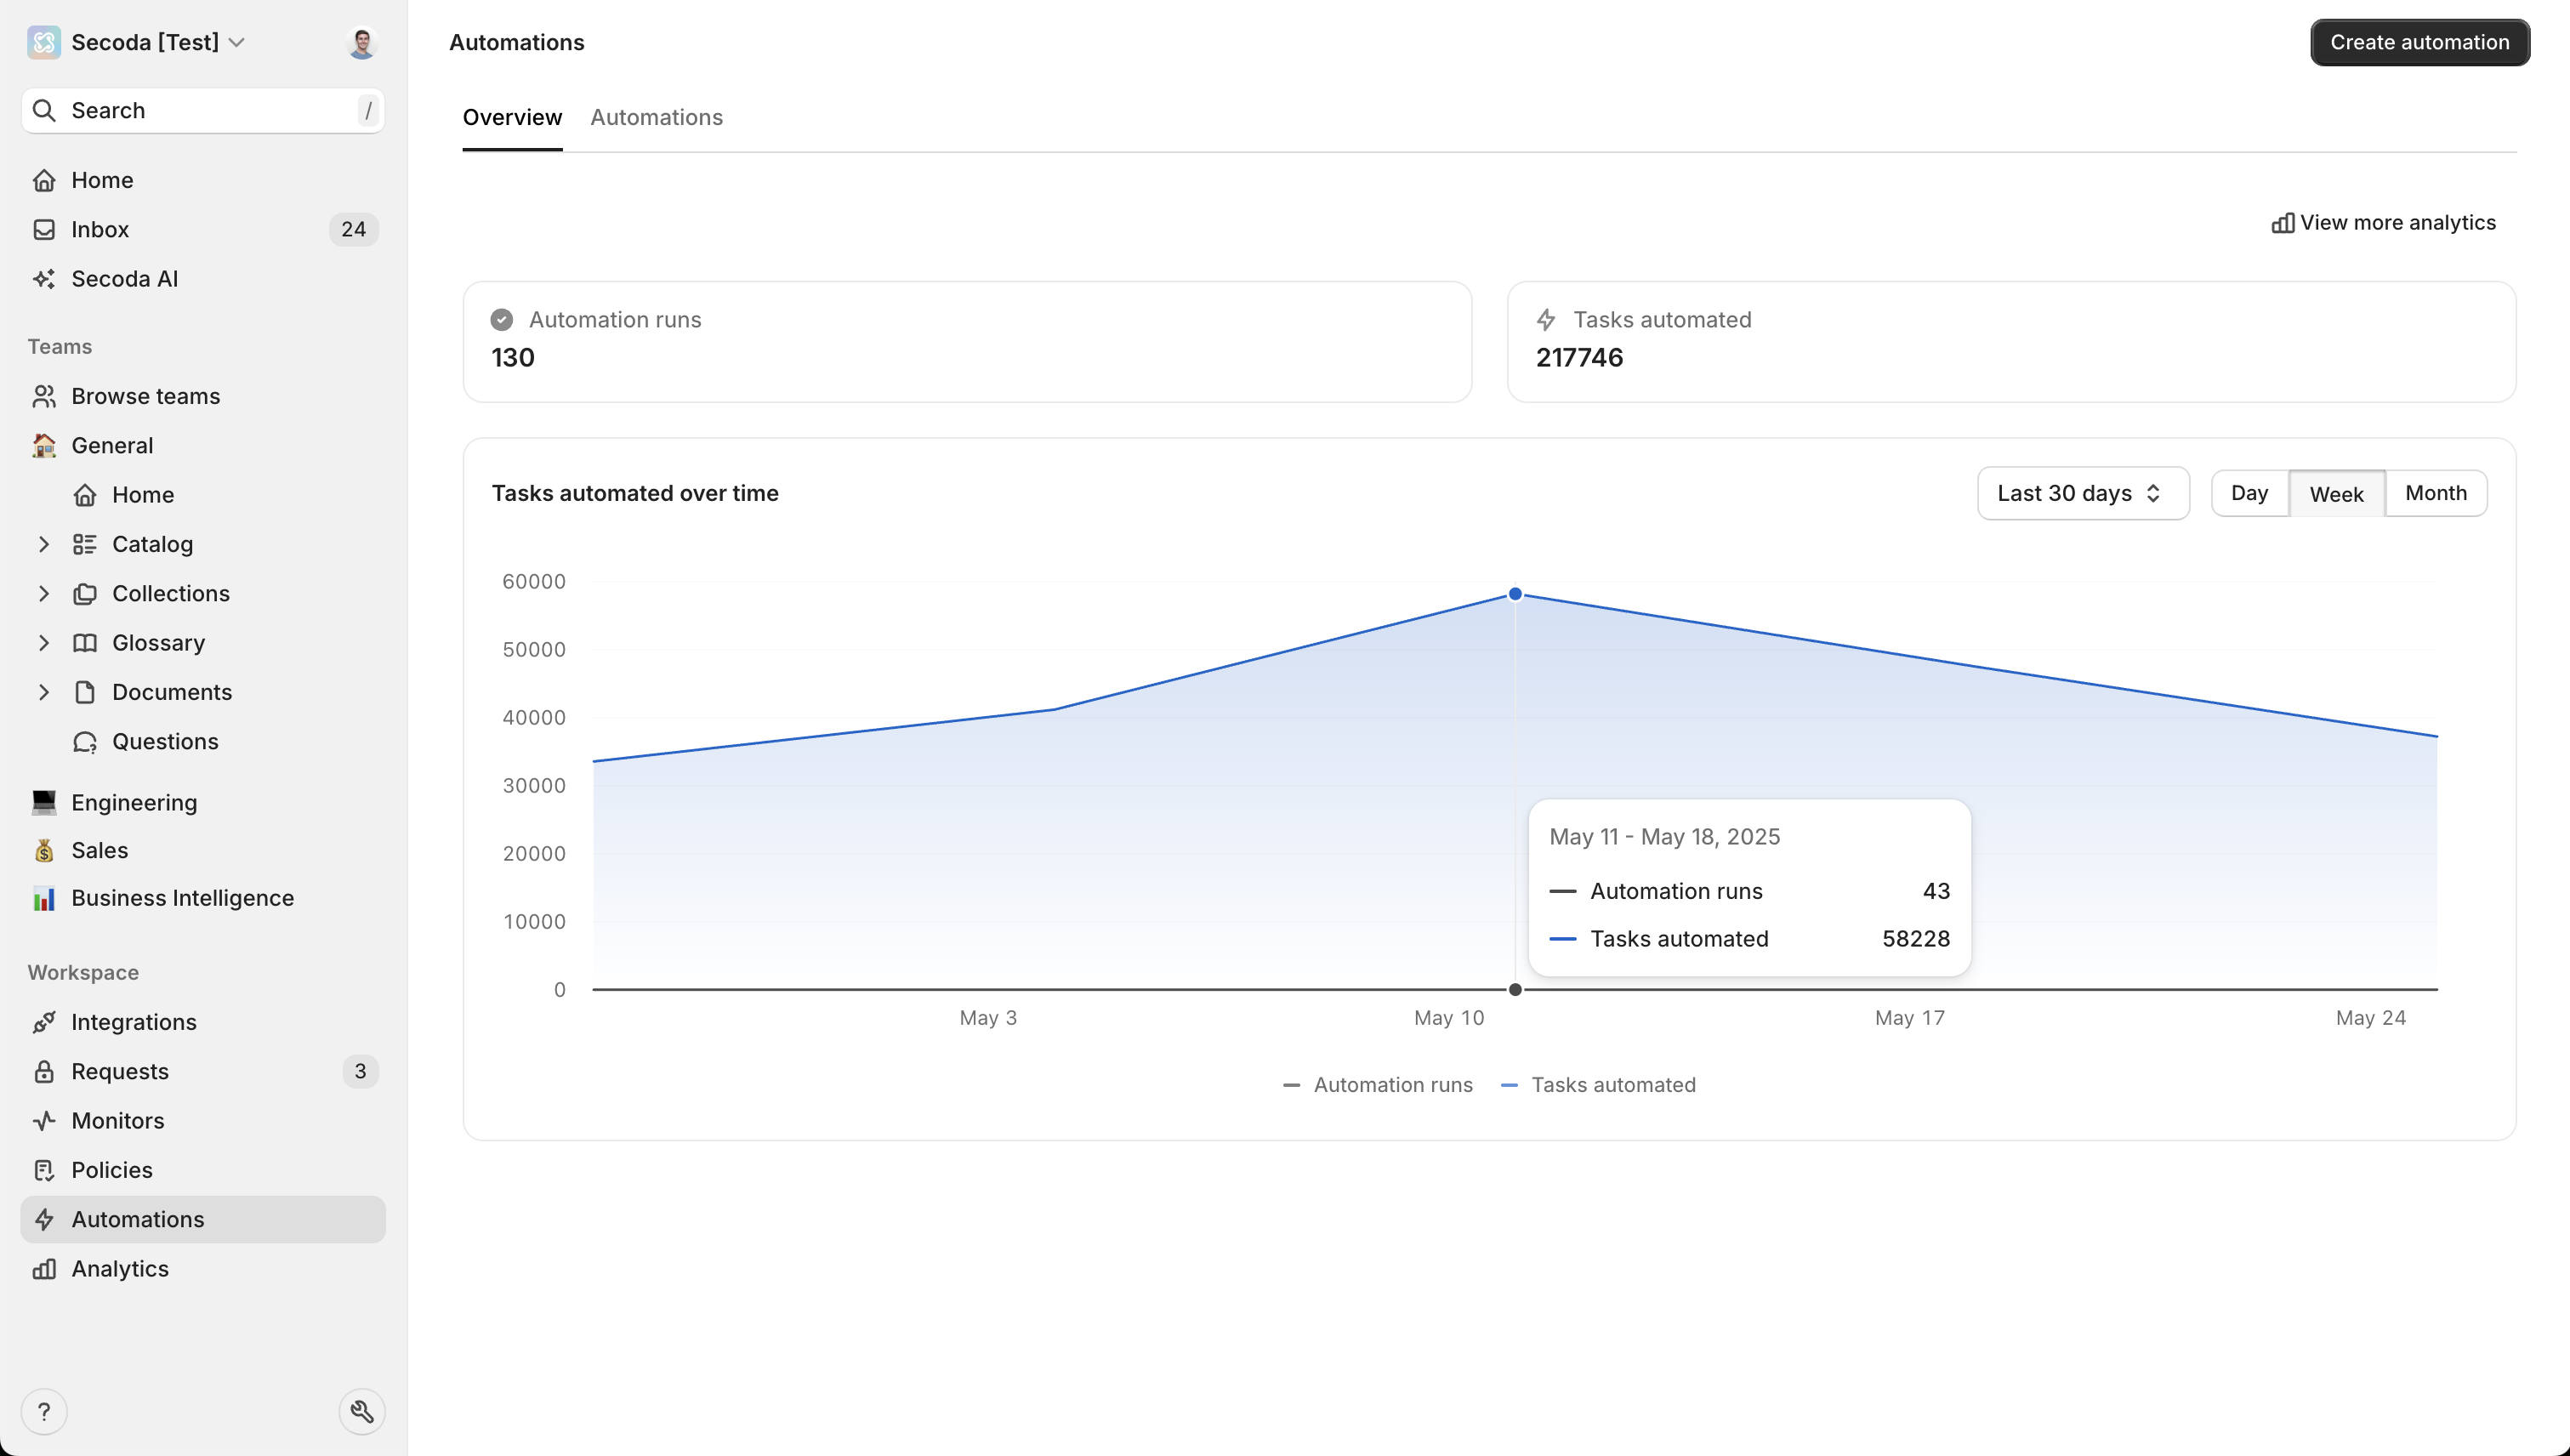 Secoda [Test]
Search /
Home
Inbox 24
Secoda AI
Teams
Browse teams
General
Home
Catalog
Collections
Glossary
Documents
Questions
Engineering
Sales
Business Intelligence
Workspace
Integrations
Requests 3
Monitors
Policies
Automations
Analytics
?
Automations
Create automation
Overview Automations
View more analytics
Automation runs
130
Tasks automated
217746
Tasks automated over time
Last 30 days
Day Week Month
60000
50000
40000
30000
20000
10000
0
May 11 - May 18, 2025
Automation runs 43
Tasks automated 58228
May 3 May 10 May 17 May 24
Automation runs Tasks automated